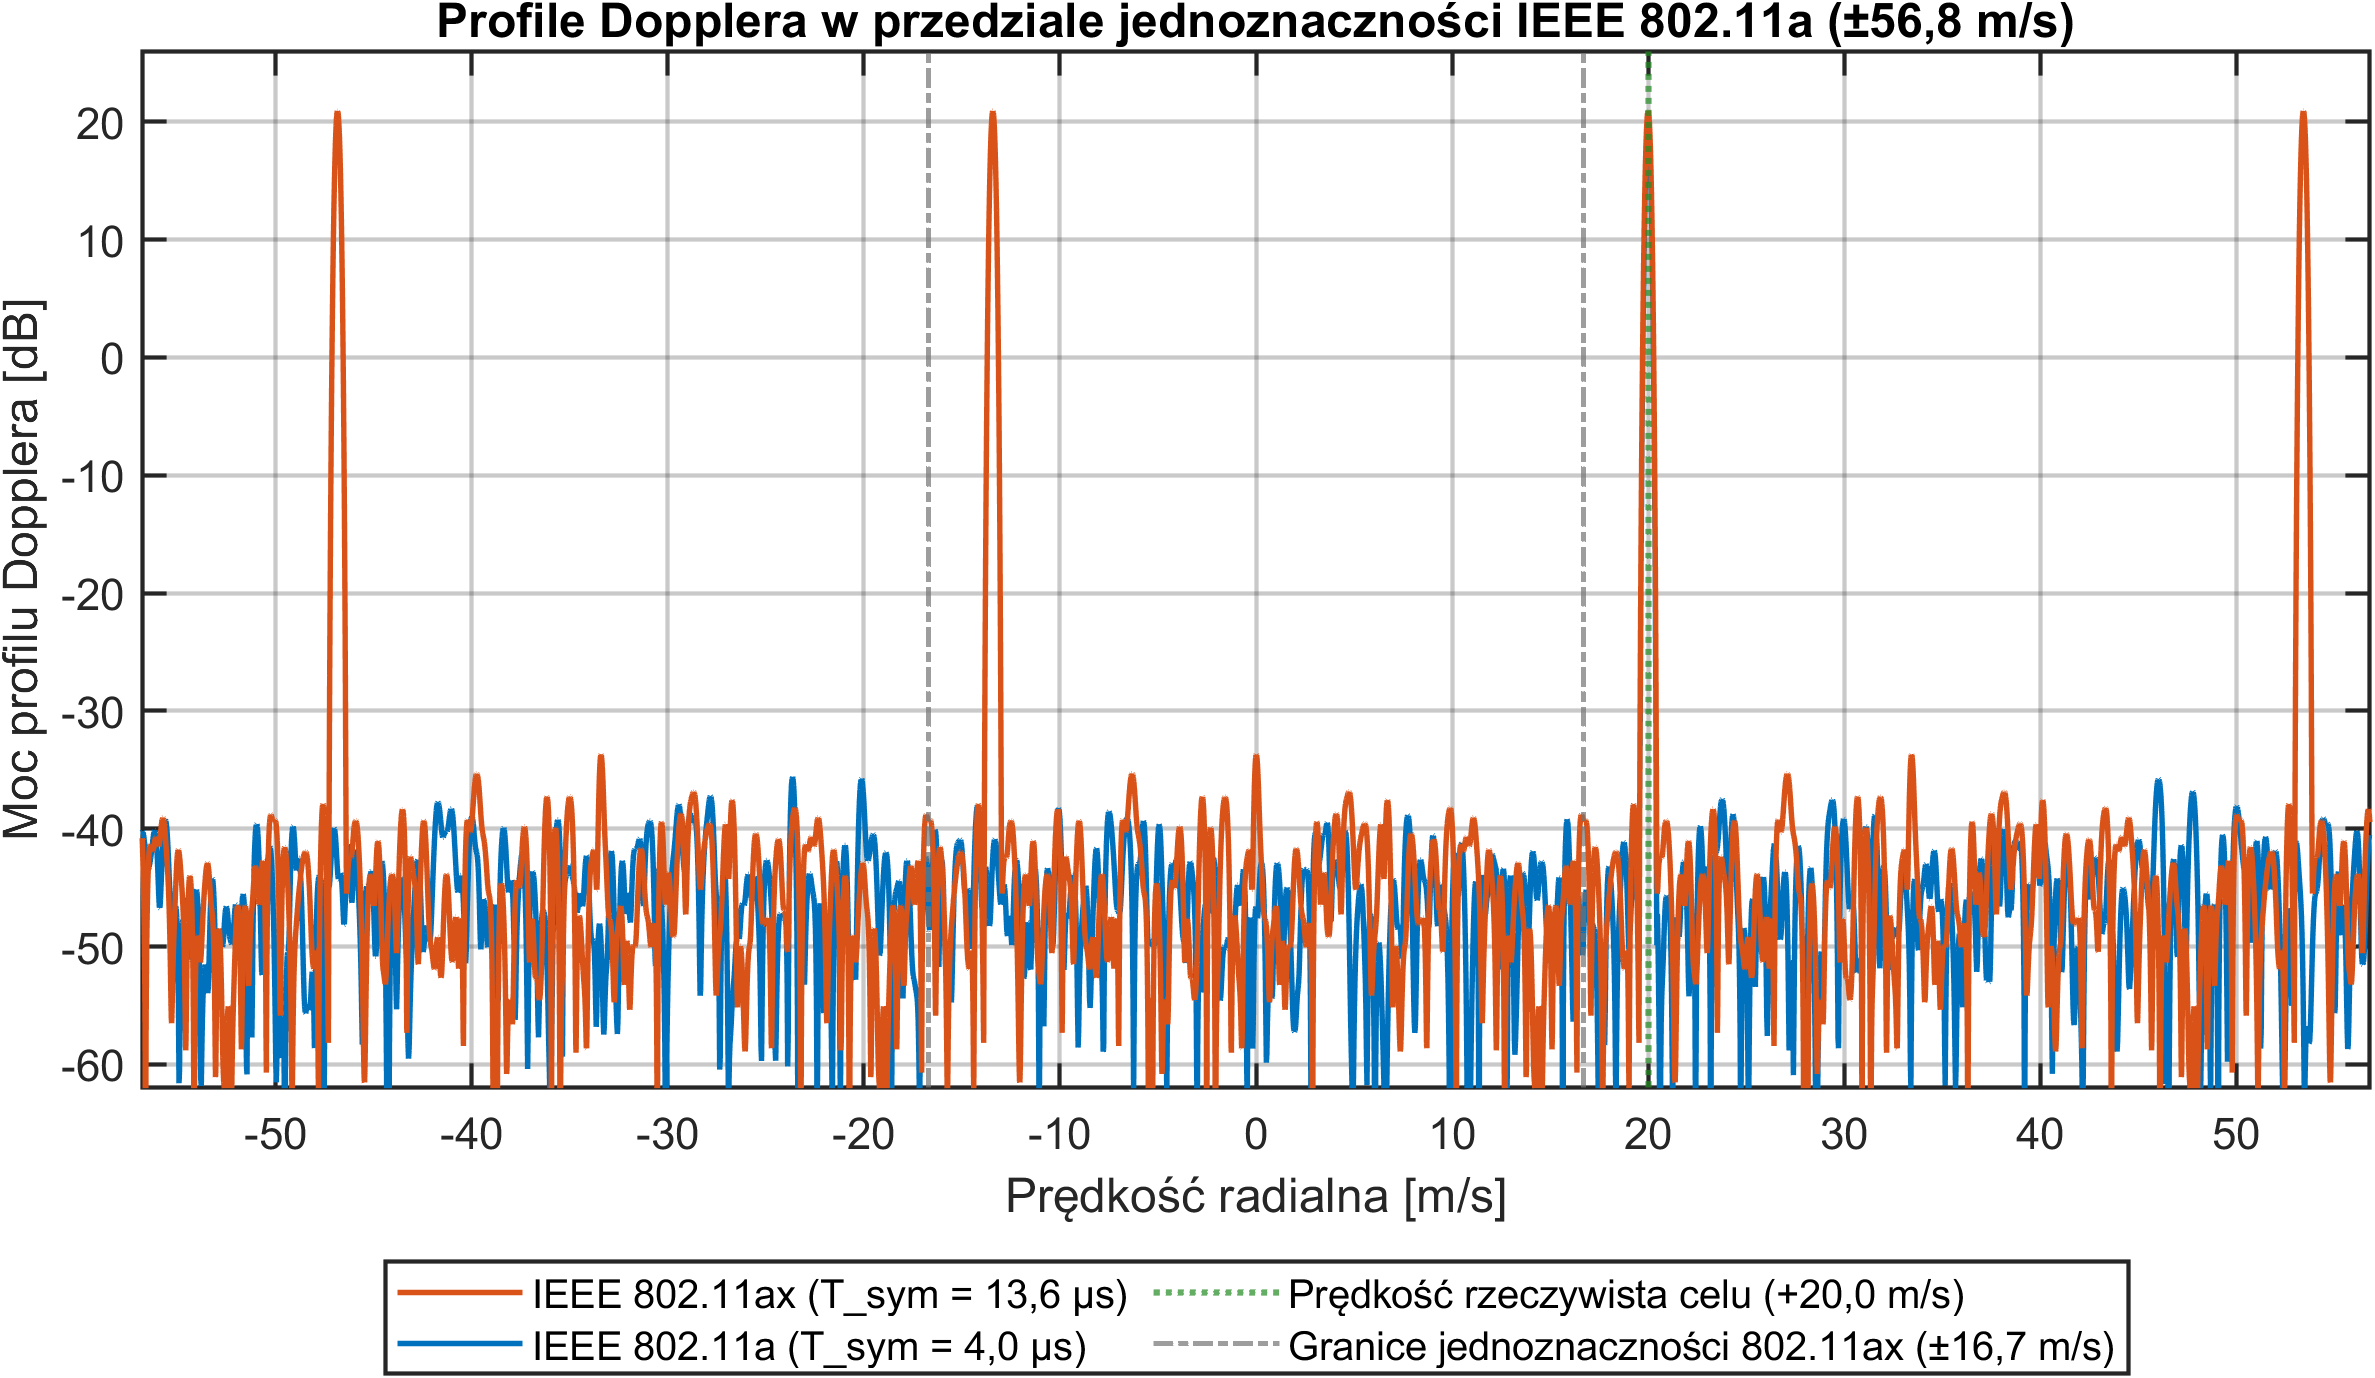 Profile Dopplera w przedziale jednoznaczności IEEE 802.11a (±56,8 m/s)
Moc profilu Dopplera [dB]
20
10
0
-10
-20
-30
-40
-50
-60
-50 -40 -30 -20 -10 0 10 20 30 40 50
Prędkość radialna [m/s]
IEEE 802.11ax (T_sym = 13,6 µs) Prędkość rzeczywista celu (+20,0 m/s)
IEEE 802.11a (T_sym = 4,0 µs) Granice jednoznaczności 802.11ax (±16,7 m/s)